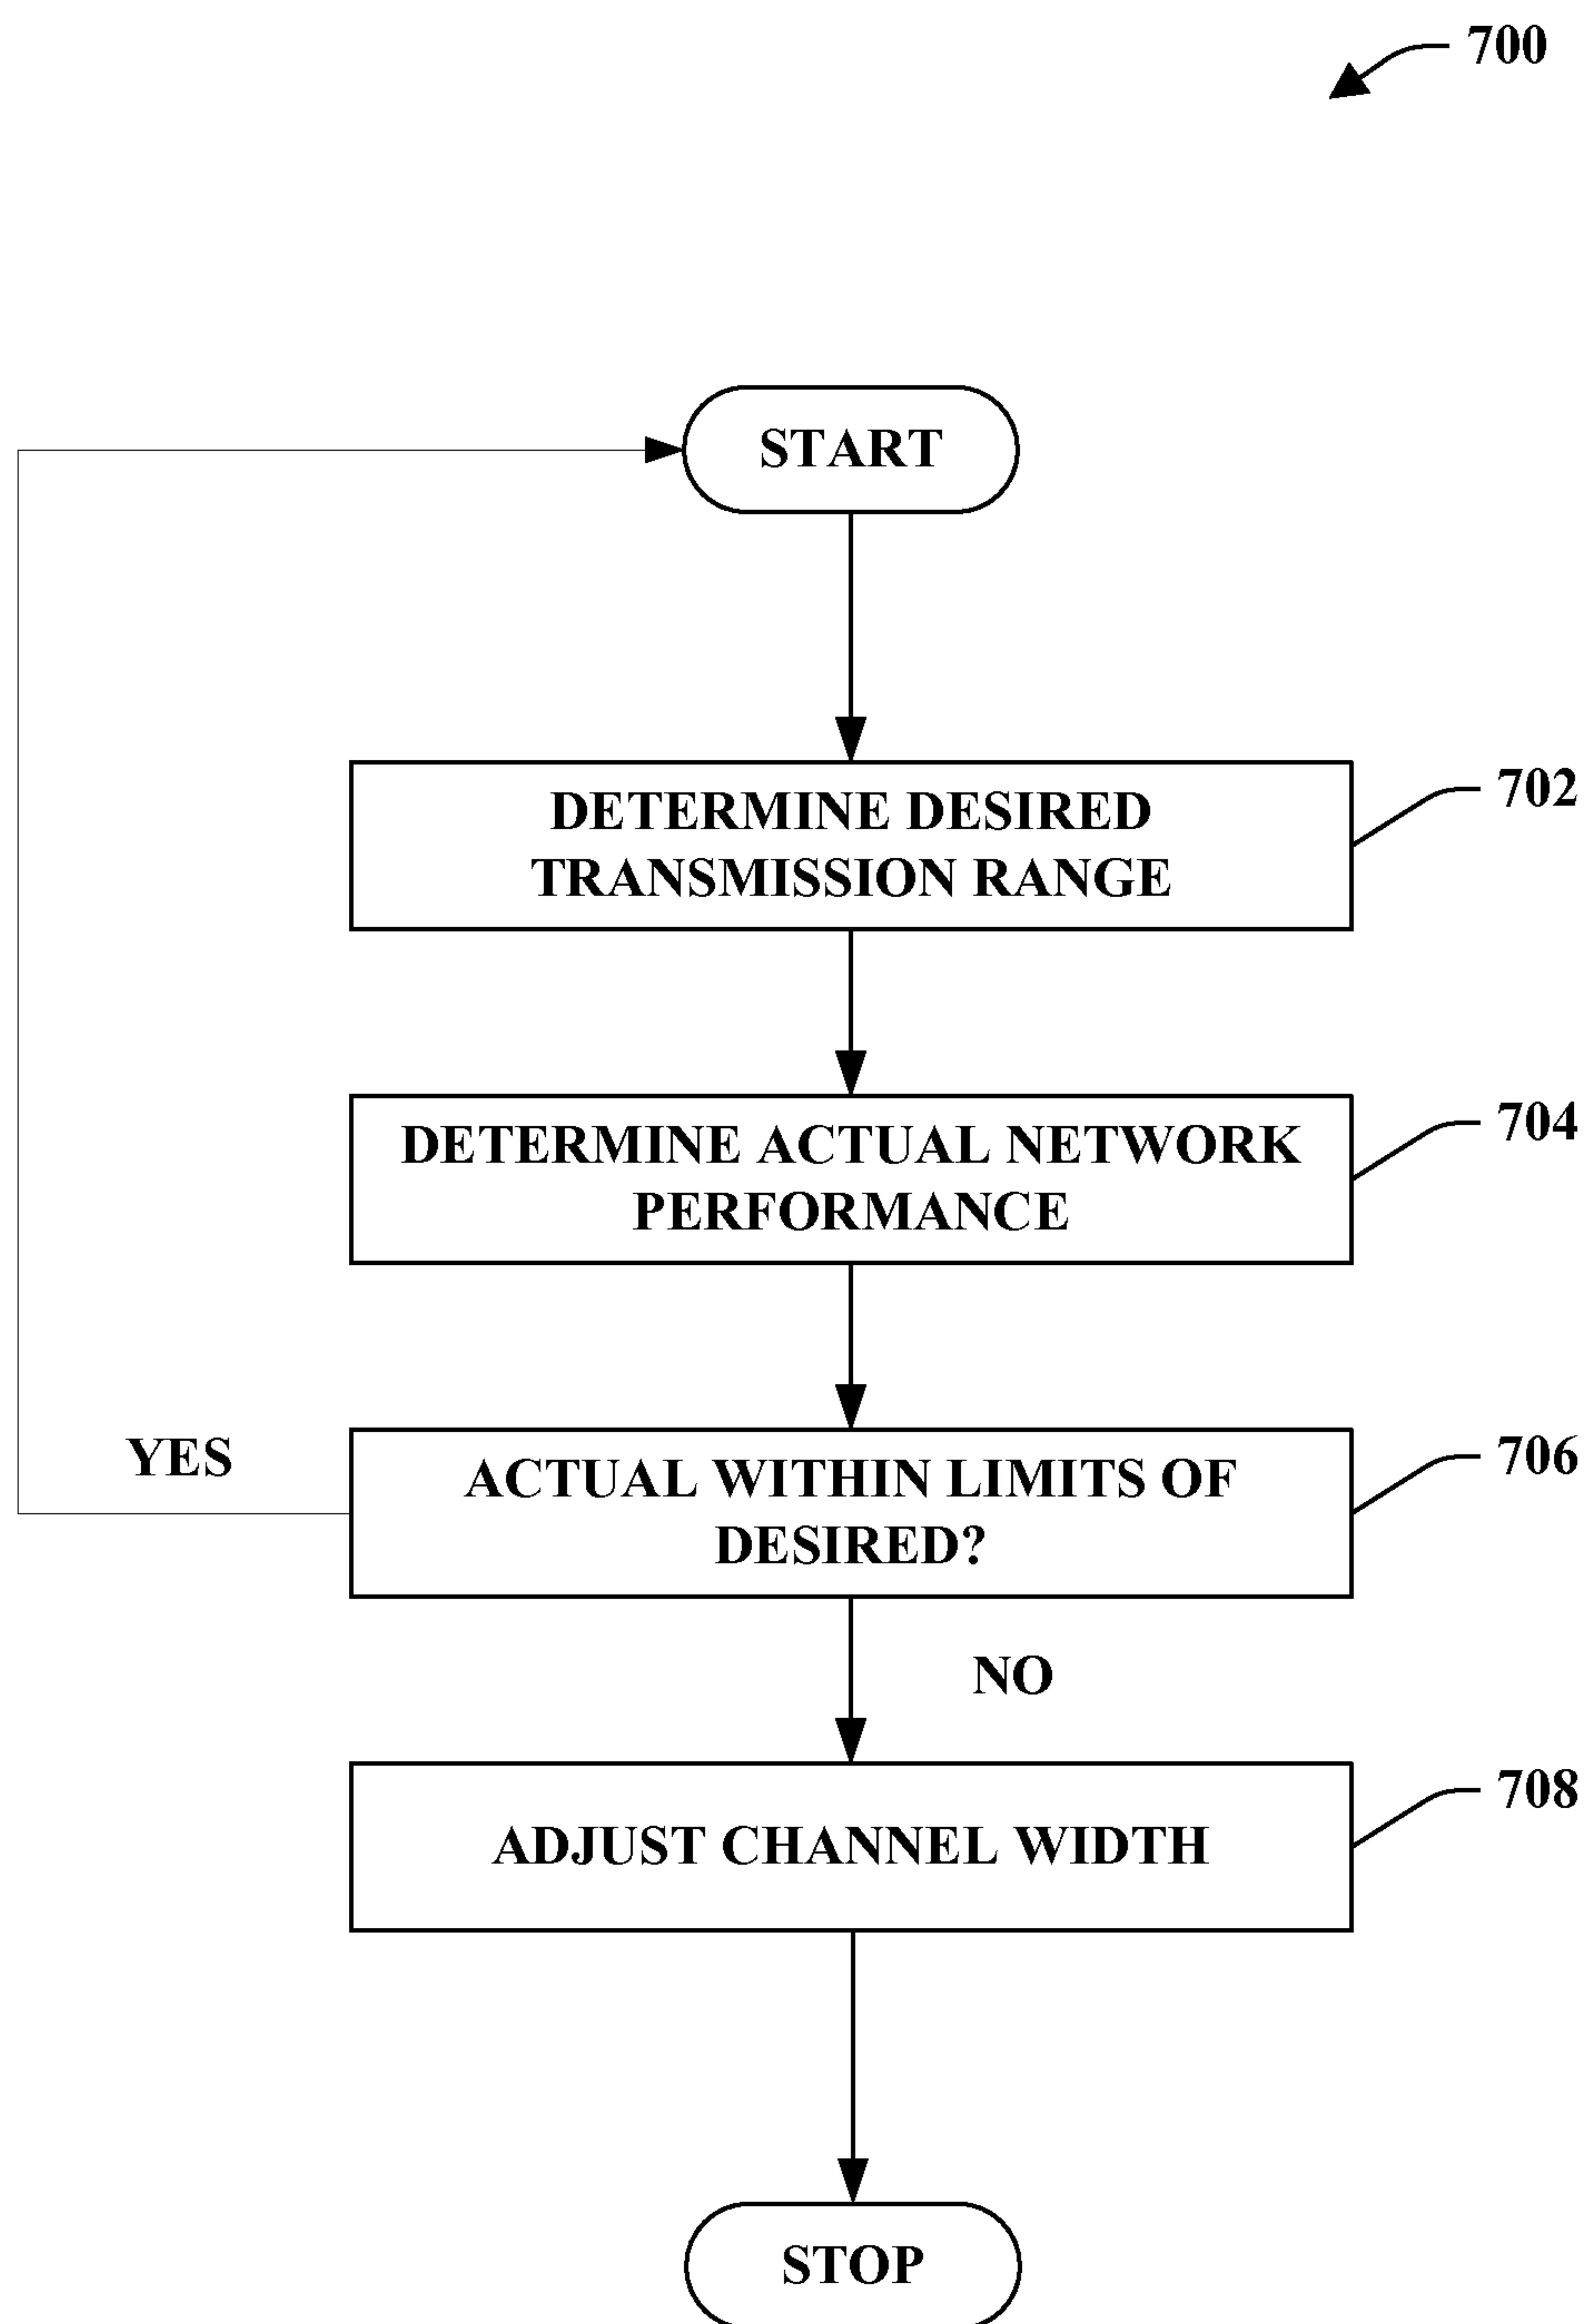 700
START
DETERMINE DESIRED
TRANSMISSION RANGE
702
DETERMINE ACTUAL NETWORK
PERFORMANCE
704
YES
ACTUAL WITHIN LIMITS OF
DESIRED?
706
NO
ADJUST CHANNEL WIDTH
708
STOP